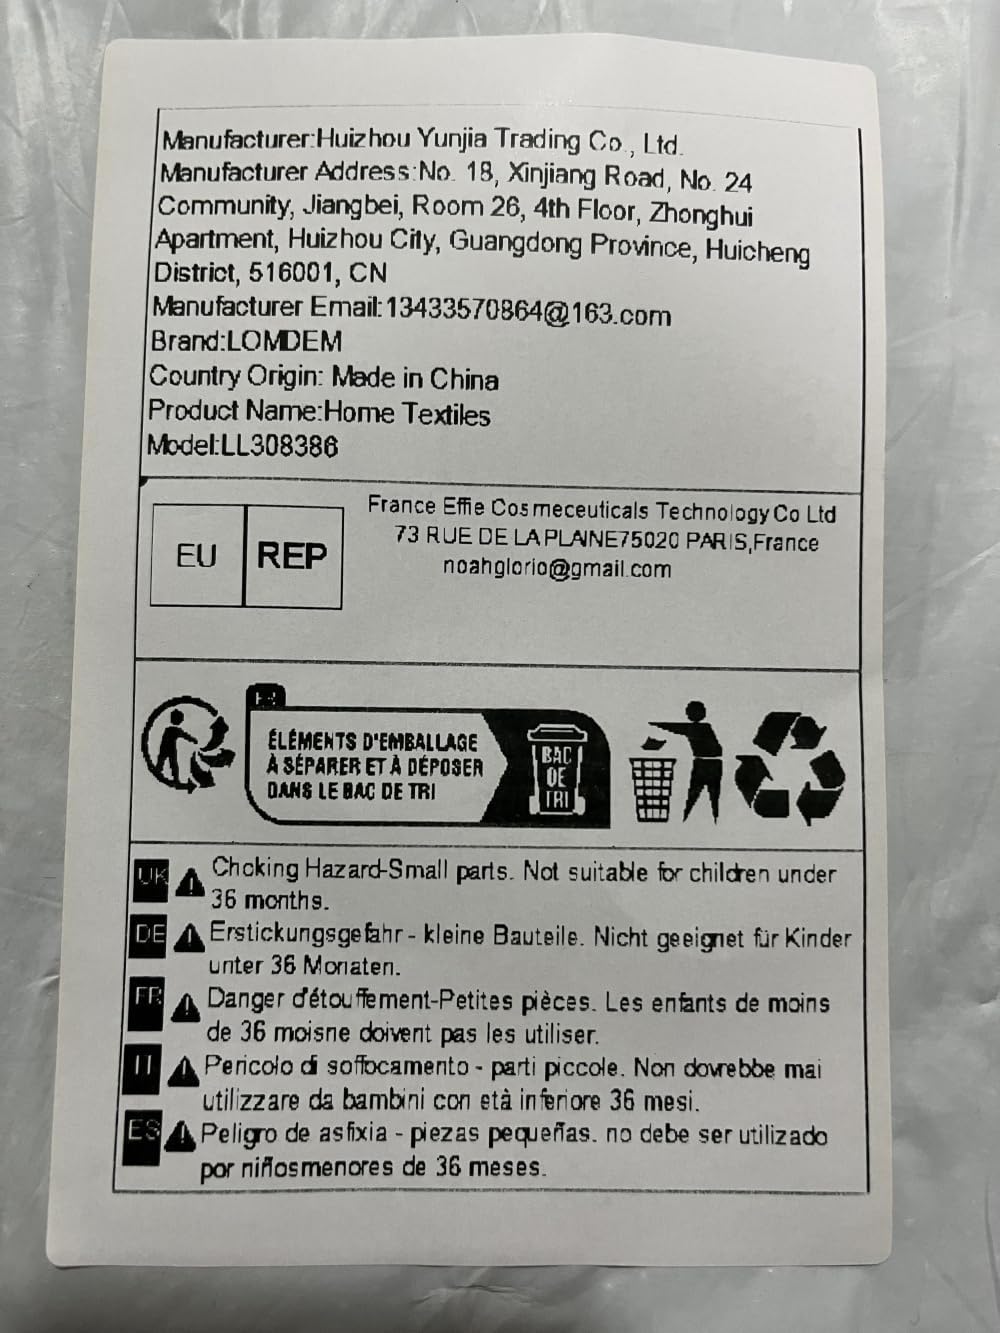 Manufacturer:Huizhou Yunjia Trading Co., Ltd.
Manufacturer Address:No. 18, Xinjiang Road, No. 24
Community, Jiangbei, Room 26, 4th Floor, Zhonghui
Apartment, Huizhou City, Guangdong Province, Huicheng
District, 516001, CN
Manufacturer Email:13433570864@163.com
Brand:LOMDEM
Country Origin: Made in China
Product Name:Home Textiles
Model:LL308386
France Effie Cosmeceuticals Technology Co Ltd
73 RUE DE LA PLAINE75020 PARIS,France
noahglorio@gmail.com
EU REP
ÉLÉMENTS D'EMBALLAGE
À SÉPARER ET À DÉPOSER
DANS LE BAC DE TRI
BAC
DE
TRI
UK Choking Hazard-Small parts. Not suitable for children under
36 months.
DE Erstickungsgefahr - kleine Bauteile. Nicht geeignet für Kinder
unter 36 Monaten.
FR Danger d'étouffement-Petites pièces. Les enfants de moins
de 36 moisne doivent pas les utiliser.
IT Pericolo di soffocamento - parti piccole. Non dovrebbe mai
utilizzare da bambini con età inferiore 36 mesi.
ES Peligro de asfixia - piezas pequeñas. no debe ser utilizado
por niñosmenores de 36 meses.